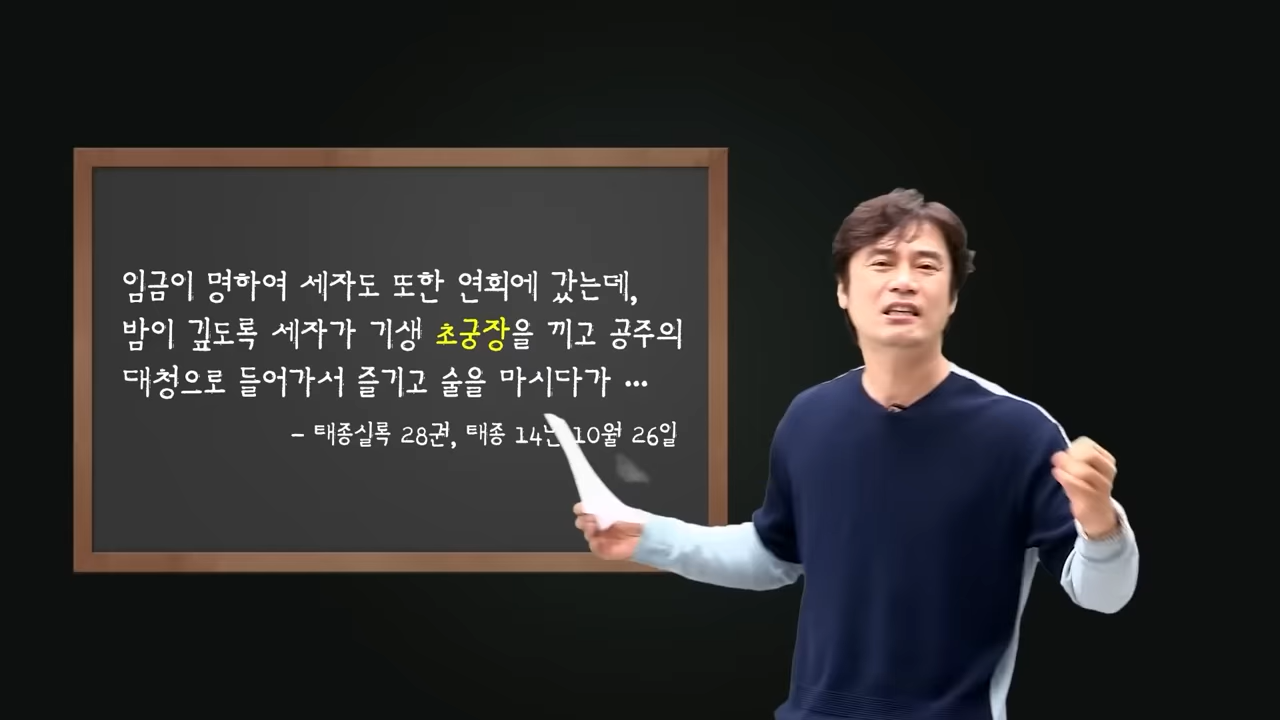 임금이 명하여 세자도 또한 연회에 갔는데,
밤이 깊도록 세자가 기생 초궁장을 끼고 공주의
대청으로 들어가서 즐기고 술을 마시다가 ...
- 태종실록 28권, 태종 14년 10월 26일